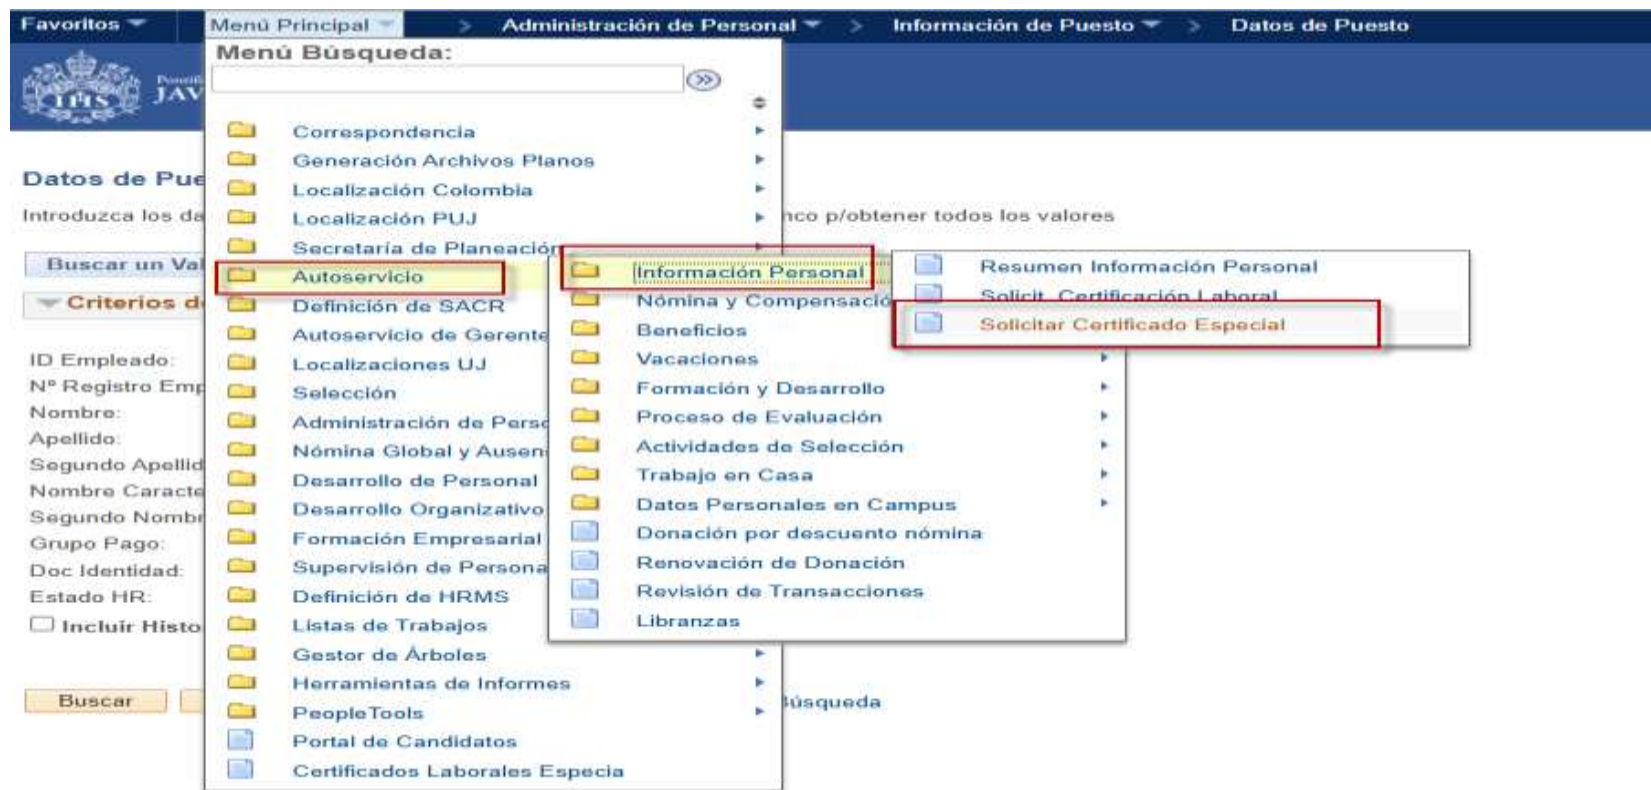 Favoritos Menú Principal > Administración de Personal > Información de Puesto > Datos de Puesto
Menú Búsqueda:
JAV
IHS
Correspondencia
Generación Archivos Planos
Localización Colombia
Localización PUJ
Secretaría de Planeación
Autoservicio
Definición de SACR
Autoservicio de Gerente
Localizaciones UJ
Selección
Administración de Perso
Nómina Global y Ausen
Desarrollo de Personal
Desarrollo Organizativo
Formación Empresarial
Supervisión de Persona
Definición de HRMS
Listas de Trabajos
Gestor de Árboles
Herramientas de Informes
PeopleTools
Portal de Candidatos
Certificados Laborales Especia
Información Personal
Nómina y Compensació
Beneficios
Vacaciones
Formación y Desarrollo
Proceso de Evaluación
Actividades de Selección
Trabajo en Casa
Datos Personales en Campus
Donación por descuento nómina
Renovación de Donación
Revisión de Transacciones
Libranzas
Resumen Información Personal
Solicit. Certificación Laboral
Solicitar Certificado Especial
Datos de Pue
Introduzca los da nco p/obtener todos los valores
Buscar un Val
Criterios d
ID Empleado:
Nº Registro Emp
Nombre:
Apellido:
Segundo Apellid
Nombre Caracte
Segundo Nombr
Grupo Pago:
Doc Identidad:
Estado HR:
Incluir Histo
Buscar úsqueda